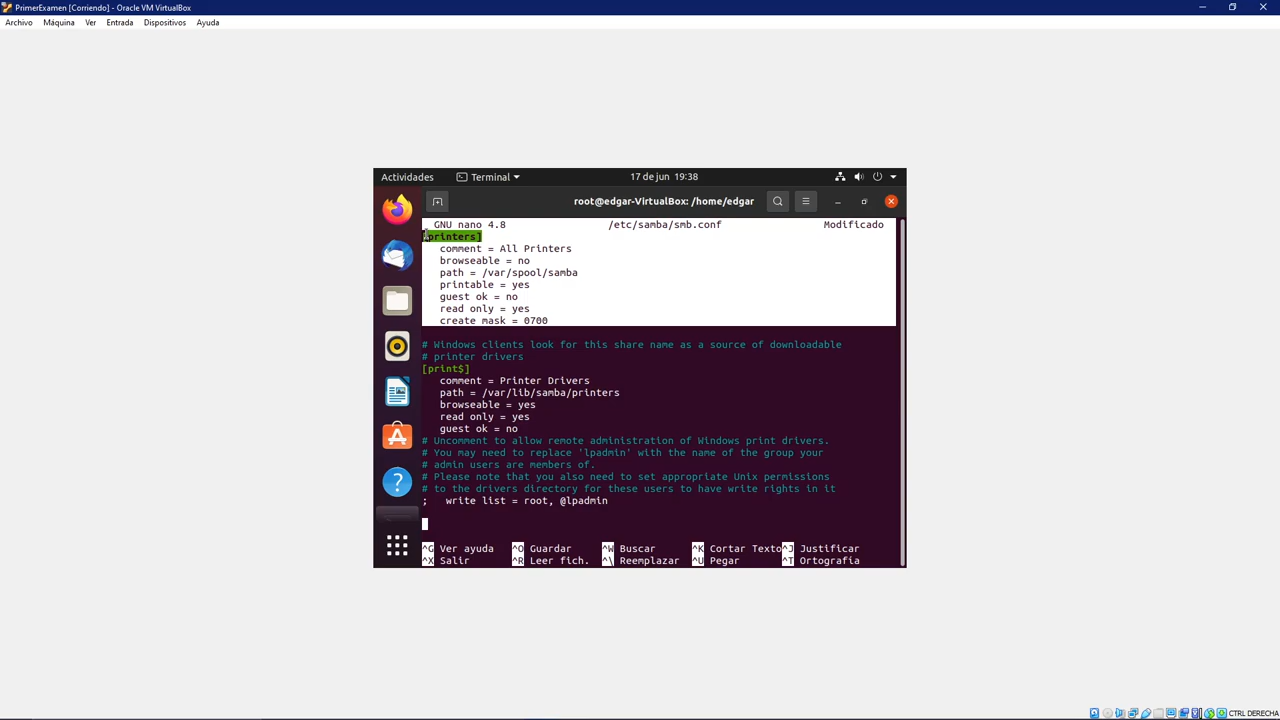 PrimerExamen [Corriendo] - Oracle VM VirtualBox
Archivo Máquina Ver Entrada Dispositivos Ayuda
Actividades Terminal 17 de jun 19:38
root@edgar-VirtualBox: /home/edgar
GNU nano 4.8 /etc/samba/smb.conf Modificado
[printers]
comment = All Printers
browseable = no
path = /var/spool/samba
printable = yes
guest ok = no
read only = yes
create mask = 0700
# Windows clients look for this share name as a source of downloadable
# printer drivers
[print$]
comment = Printer Drivers
path = /var/lib/samba/printers
browseable = yes
read only = yes
guest ok = no
# Uncomment to allow remote administration of Windows print drivers.
# You may need to replace 'lpadmin' with the name of the group your
# admin users are members of.
# Please note that you also need to set appropriate Unix permissions
# to the drivers directory for these users to have write rights in it
; write list = root, @lpadmin
^G Ver ayuda ^O Guardar ^W Buscar ^K Cortar Texto ^J Justificar
^X Salir ^R Leer fich. ^\ Reemplazar ^U Pegar ^T Ortografía
CTRL DERECHA